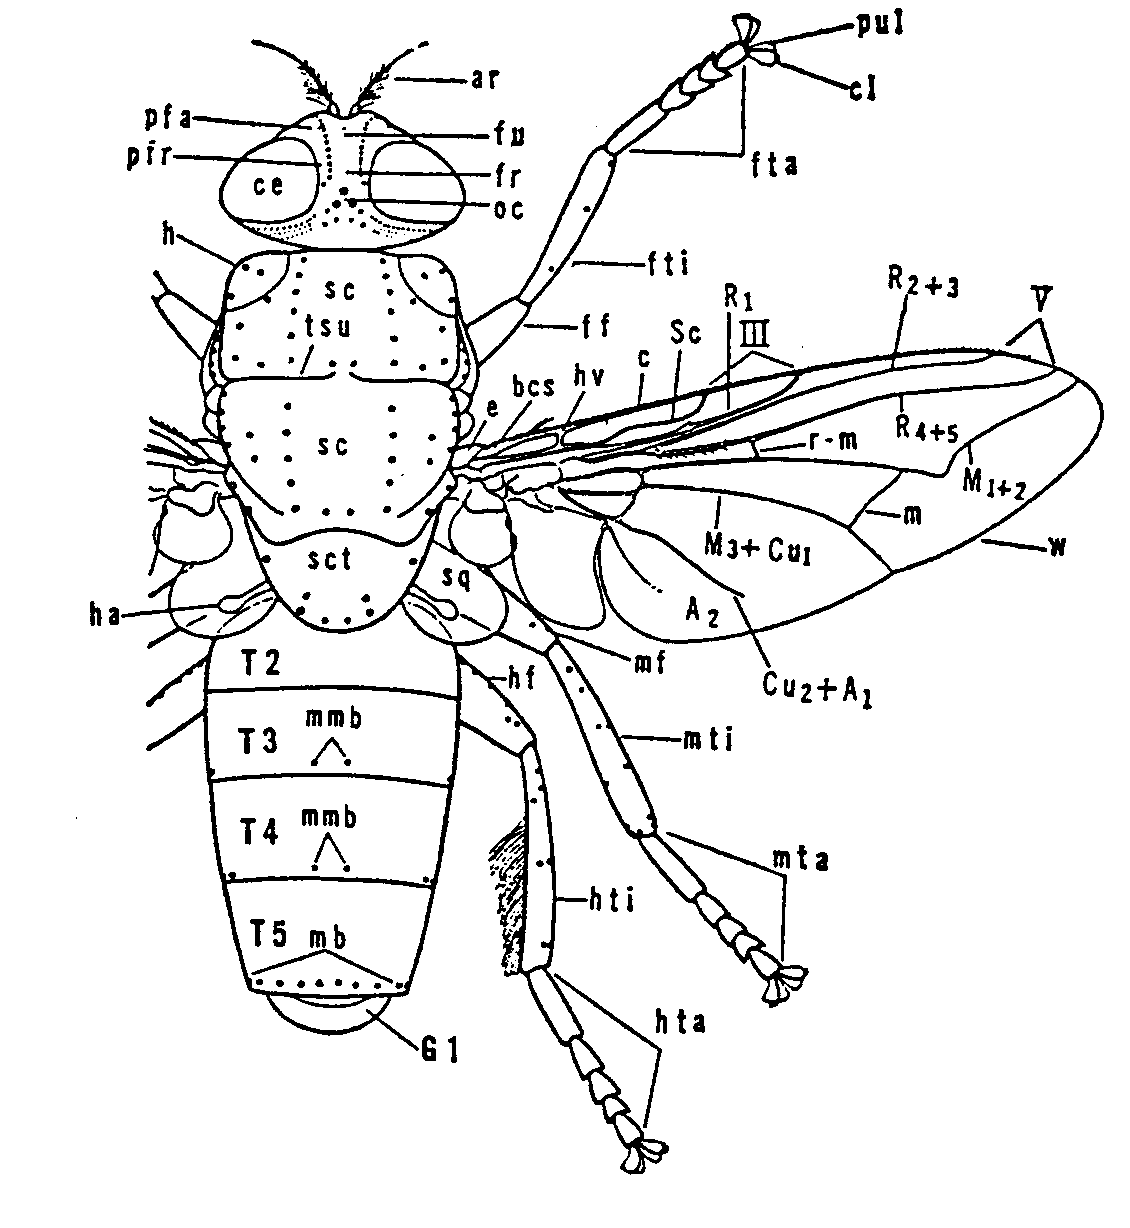 pul
ar
cl
pfa
fu
pfr
fta
ce
fr
oc
h
fti
sc
R2+3
V
R1
tsu
ff
III
Sc
c
hv
bcs
e
R4+5
sc
r-m
M1+2
m
M3+Cu1
w
sct
sq
A2
ha
T2
mf
hf
Cu2+A1
mmb
T3
mti
mmb
T4
mta
hti
T5 mb
hta
G1